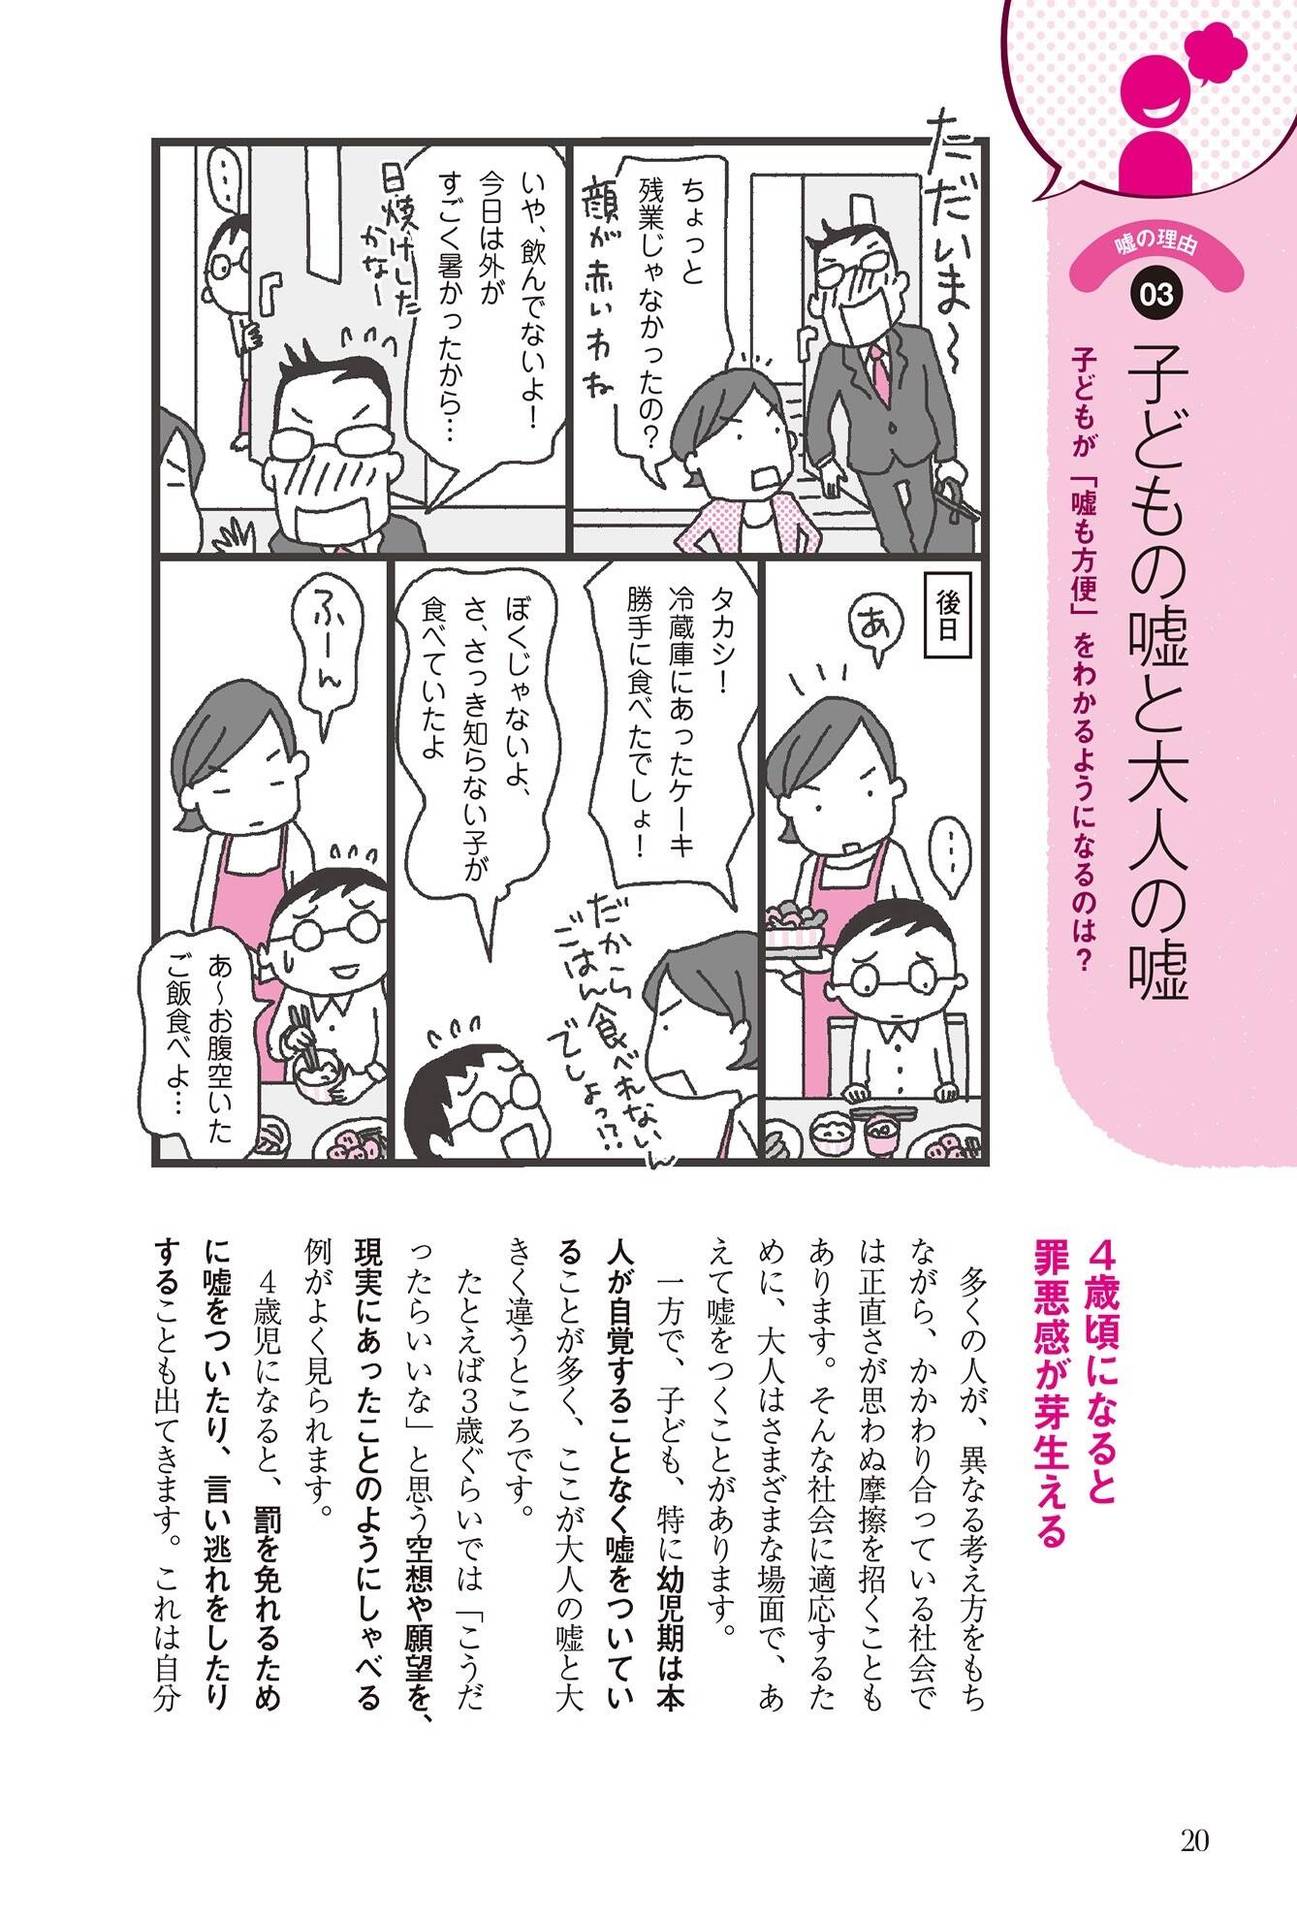 嘘の理由
03
子どもの嘘と大人の嘘
子どもが「嘘も方便」をわかるようになるのは?
ただいま〜
ちょっと
残業じゃなかったの?
顔が赤いわね
いや、飲んでないよ!
今日は外が
すごく暑かったから…
日焼けした
かな〜
…
後日
あ
…
タカシ!
冷蔵庫にあったケーキ
勝手に食べたでしょ!
だから
ごはん食べれない
でしょっ!?
ん
ぼくじゃないよ、
さ、さっき知らない子が
食べていたよ
ふーん
あ〜お腹空いた
ご飯食べよ…
4歳頃になると
罪悪感が芽生える
多くの人が、異なる考え方をもち
ながら、かかわり合っている社会で
は正直さが思わぬ摩擦を招くことも
あります。そんな社会に適応するた
めに、大人はさまざまな場面で、あ
えて嘘をつくことがあります。
一方で、子ども、特に幼児期は本
人が自覚することなく嘘をついてい
ることが多く、ここが大人の嘘と大
きく違うところです。
たとえば3歳ぐらいでは「こうだ
ったらいいな」と思う空想や願望を、
現実にあったことのようにしゃべる
例がよく見られます。
4歳児になると、罰を免れるため
に嘘をついたり、言い逃れをしたり
することも出てきます。これは自分
20